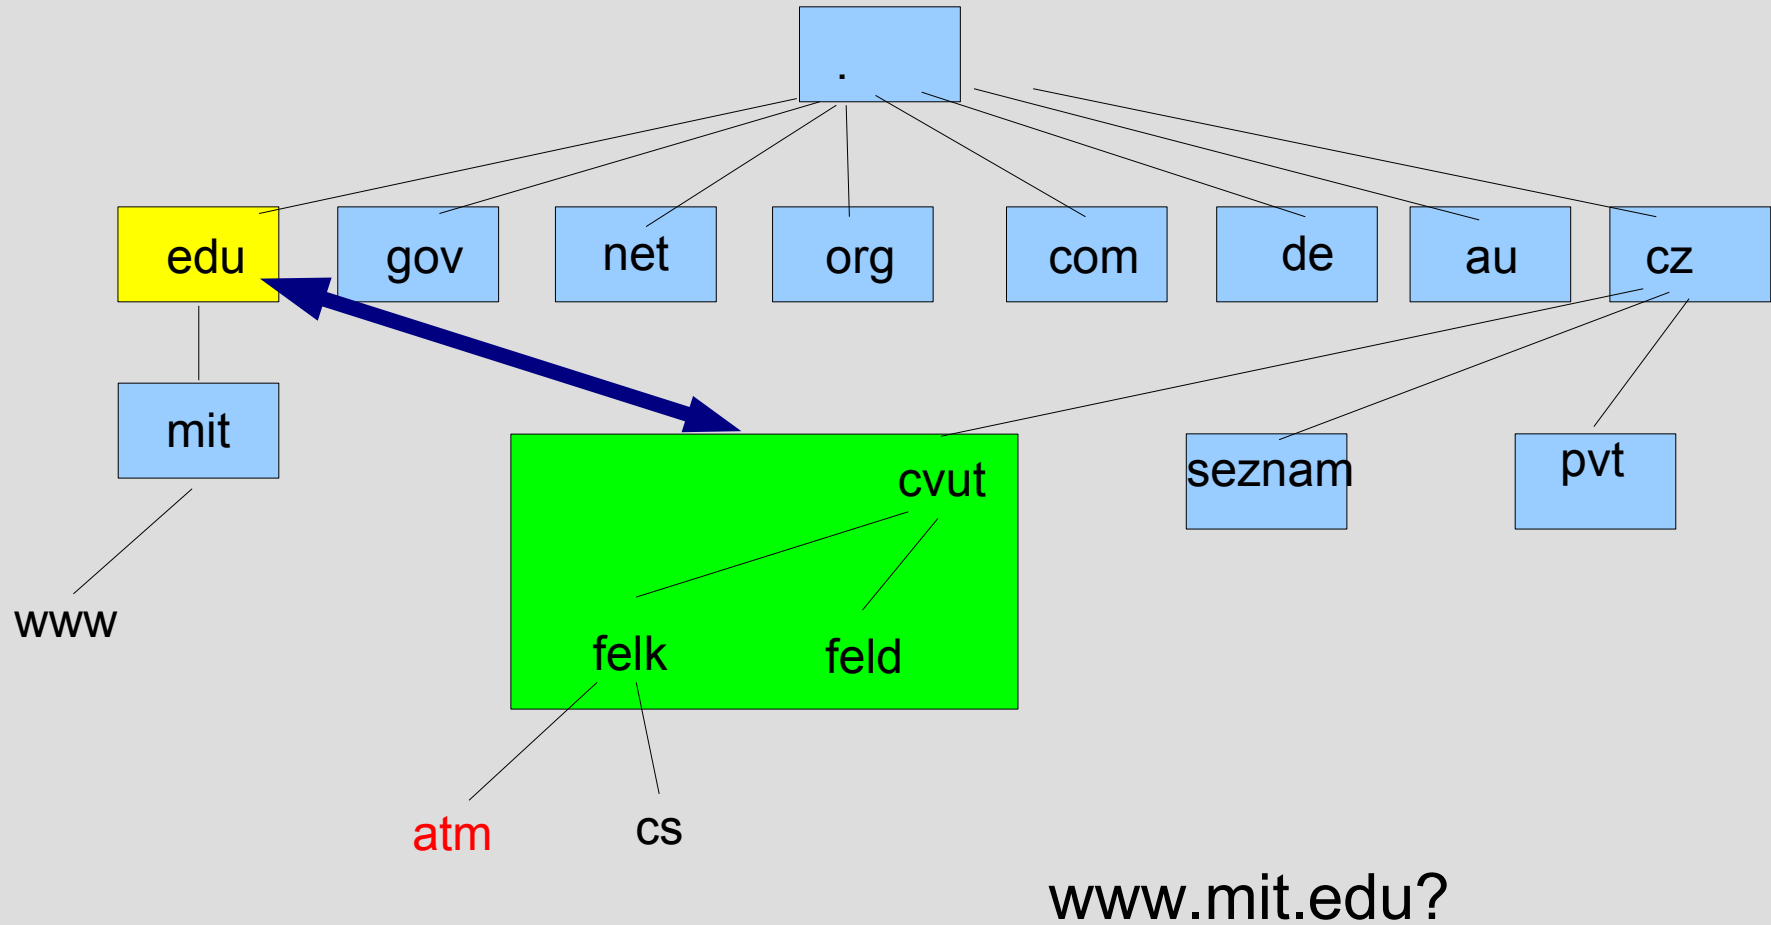 .
edu
gov
net
org
com
de
au
cz
mit
cvut
seznam
pvt
www
felk
feld
atm
cs
www.mit.edu?